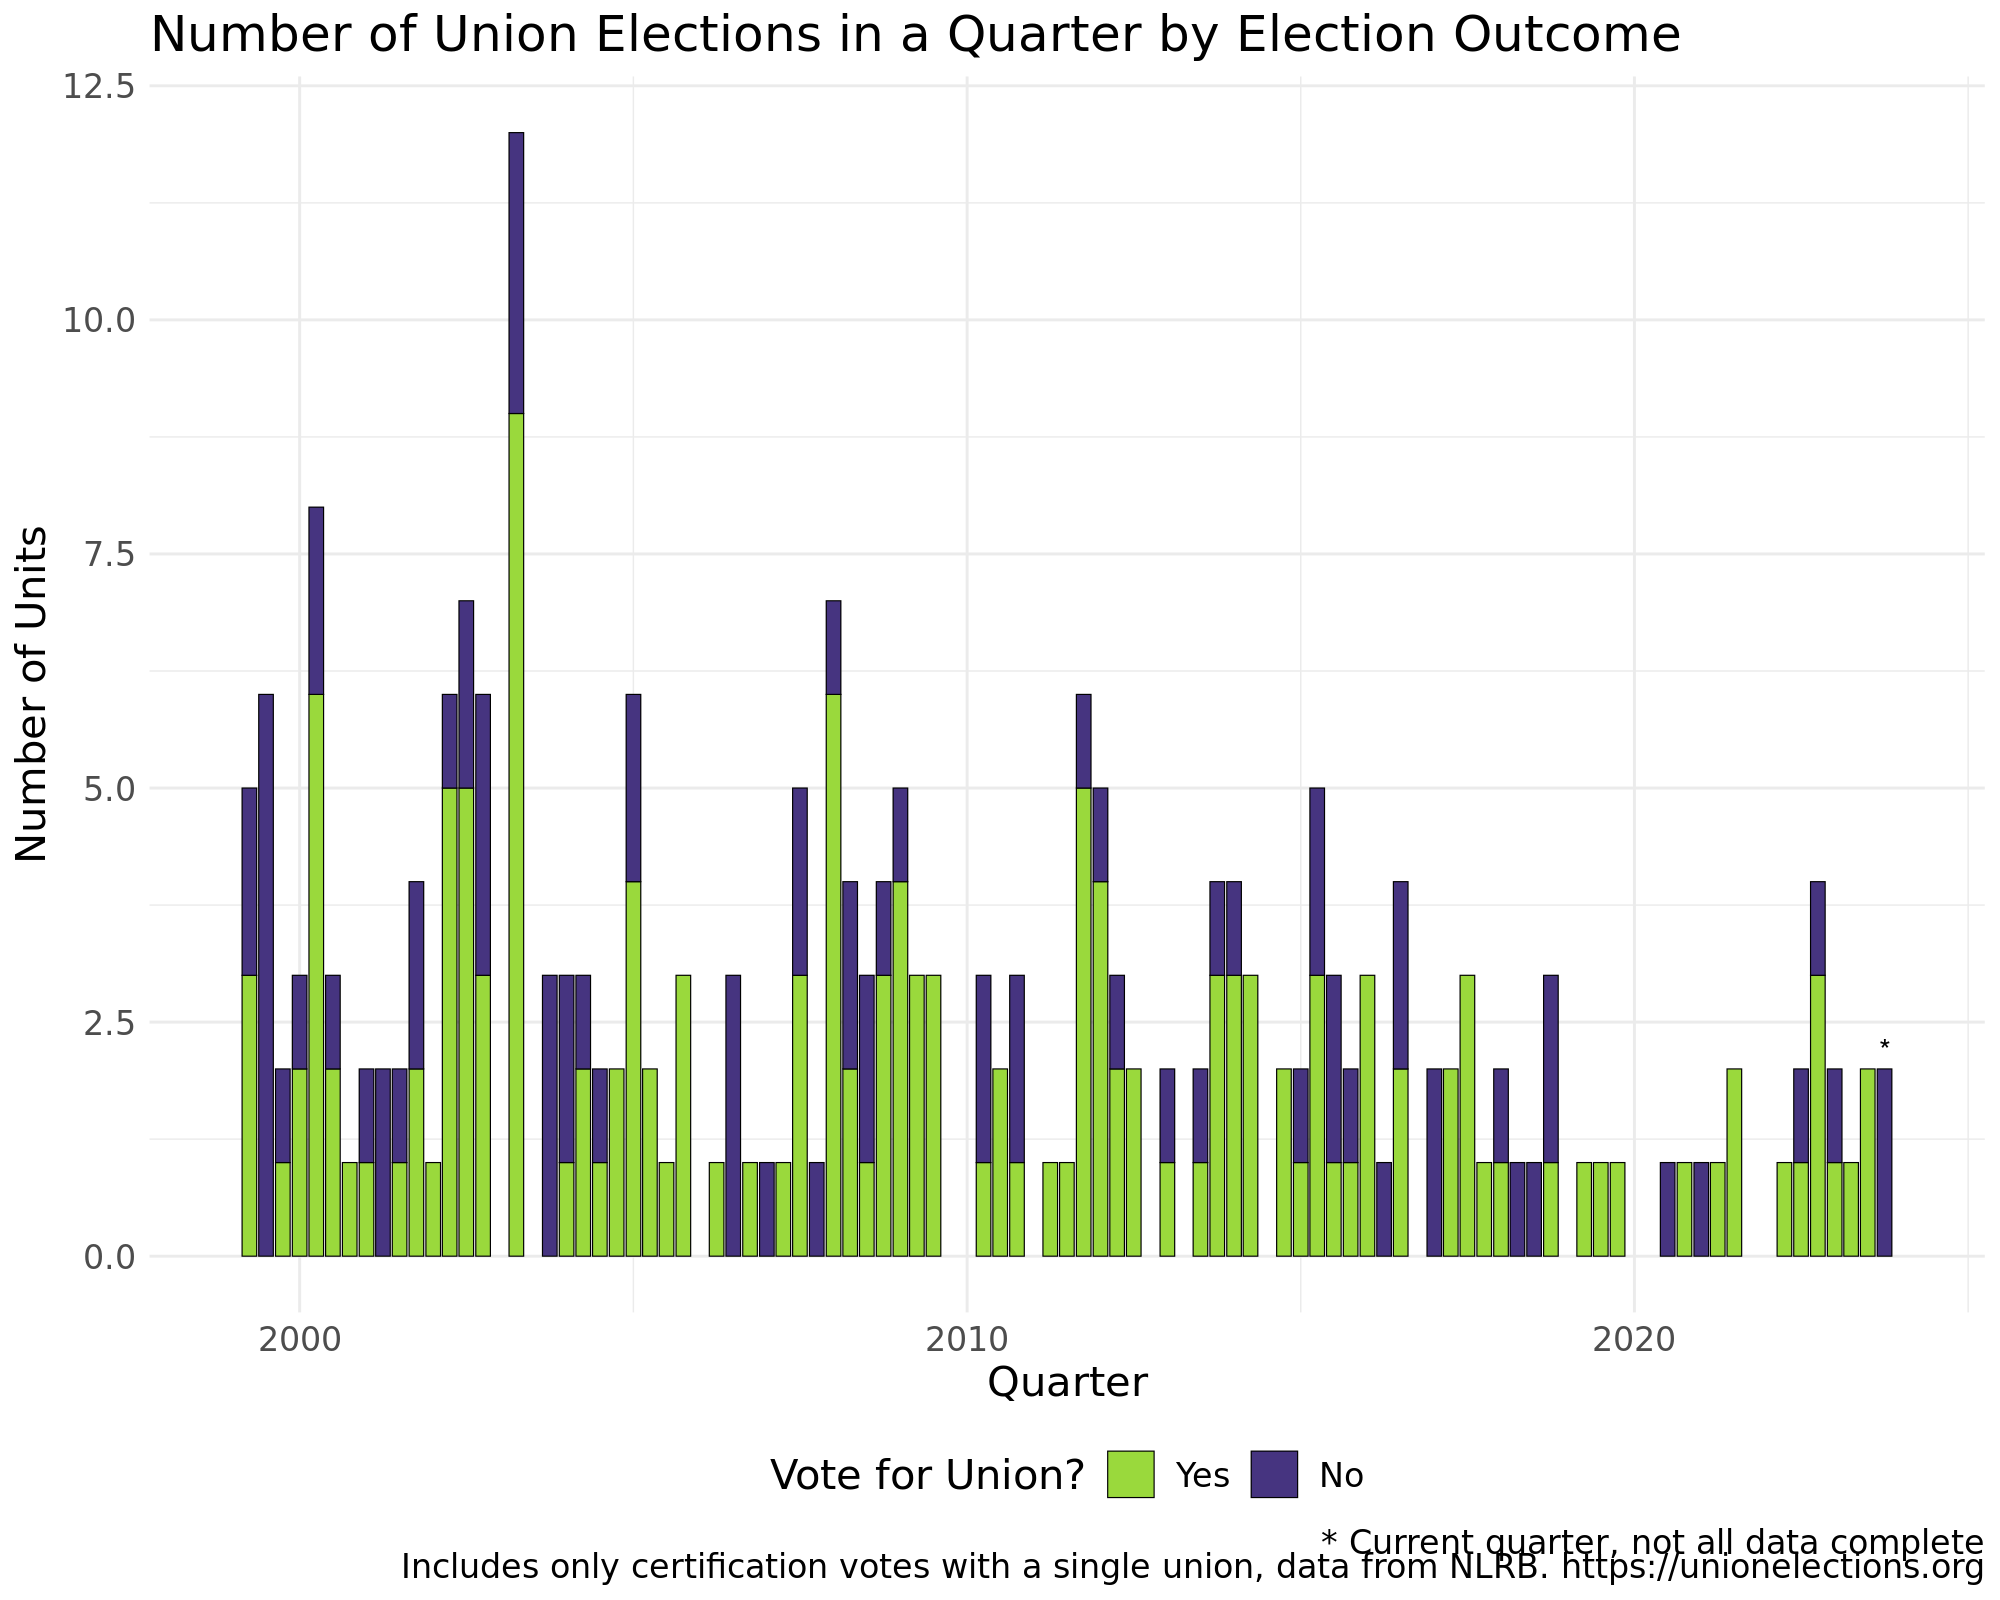 Number of Union Elections in a Quarter by Election Outcome
12.5
10.0
7.5
5.0
2.5
0.0
Number of Units
*
2000 2010 2020
Quarter
Vote for Union? Yes No
* Current quarter, not all data complete
Includes only certification votes with a single union, data from NLRB. https://unionelections.org